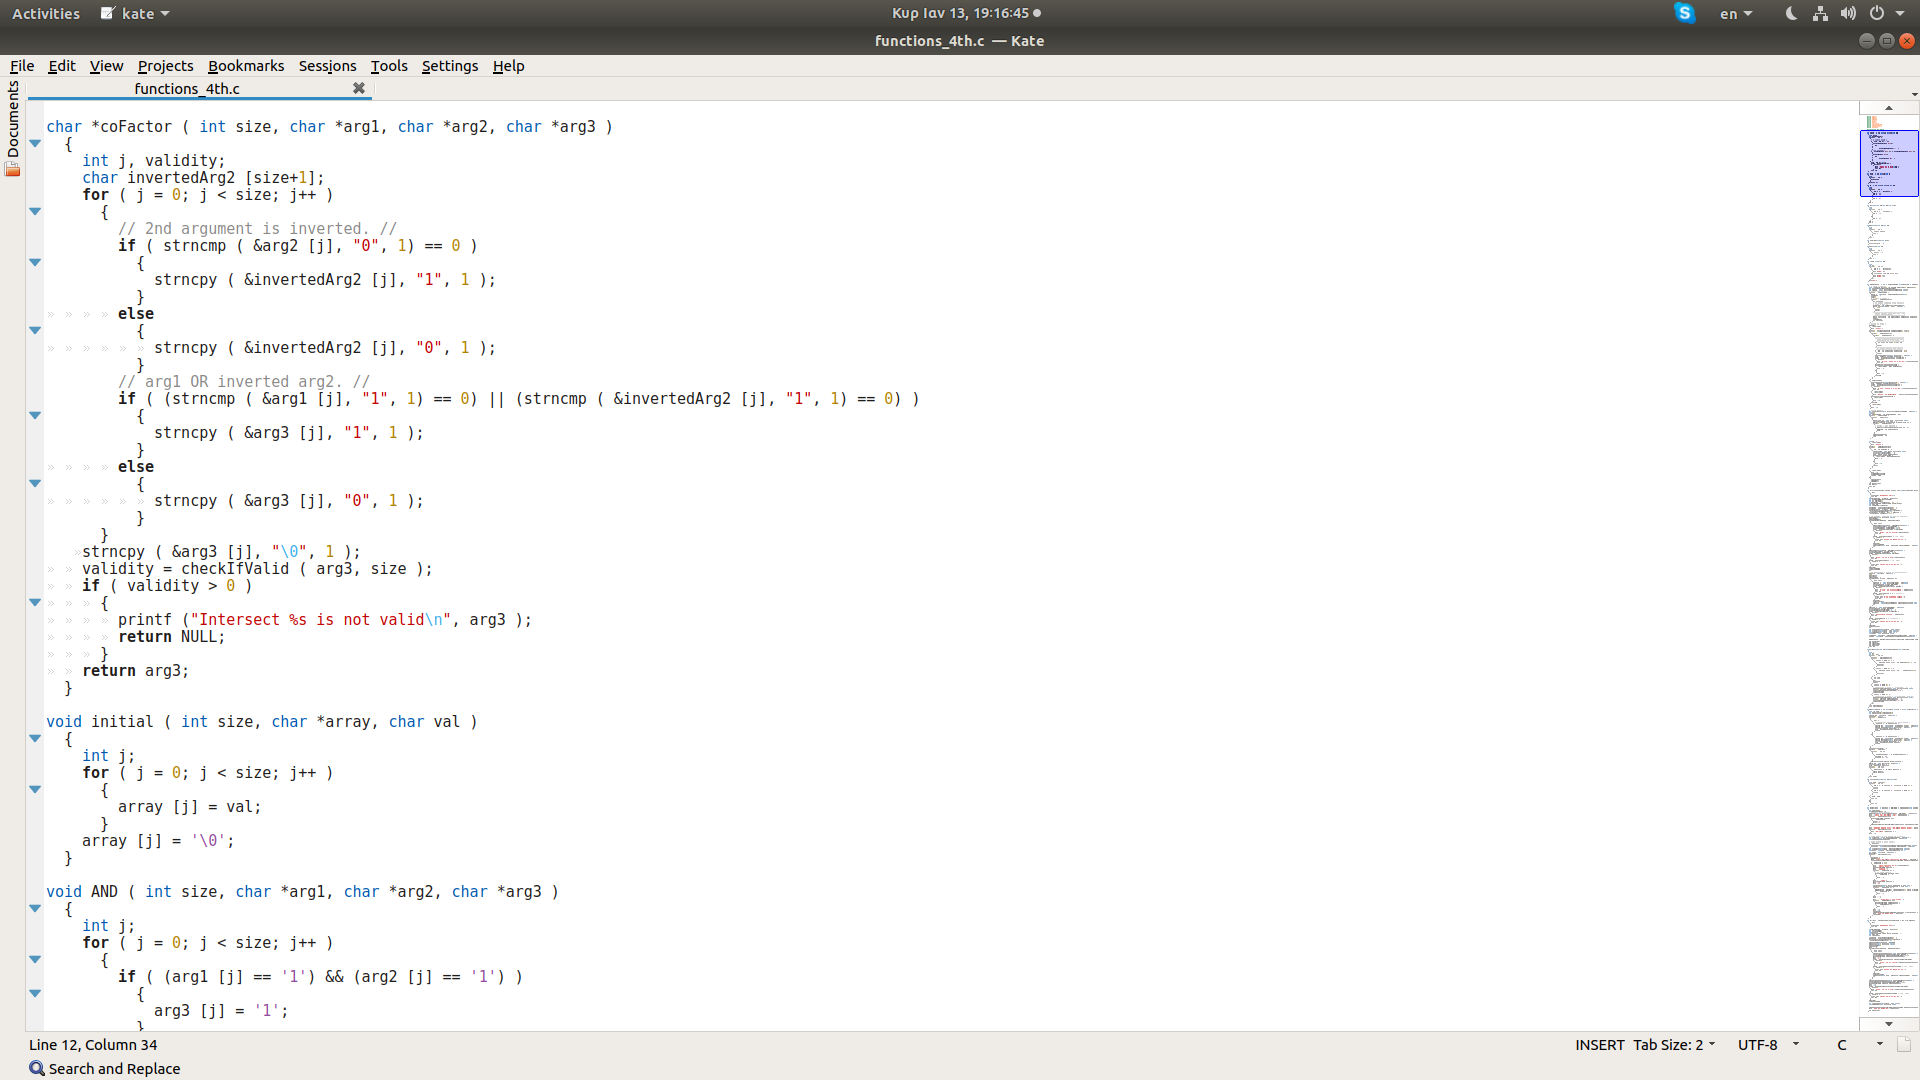 Activities kate Κυρ Ιαν 13, 19:16:45 en
functions_4th.c — Kate
File Edit View Projects Bookmarks Sessions Tools Settings Help
functions_4th.c
Documents
char *coFactor ( int size, char *arg1, char *arg2, char *arg3 )
{
int j, validity;
char invertedArg2 [size+1];
for ( j = 0; j < size; j++ )
{
// 2nd argument is inverted. //
if ( strncmp ( &arg2 [j], "0", 1) == 0 )
{
strncpy ( &invertedArg2 [j], "1", 1 );
}
» » » » else
{
» » » » » » strncpy ( &invertedArg2 [j], "0", 1 );
}
// arg1 OR inverted arg2. //
if ( (strncmp ( &arg1 [j], "1", 1) == 0) || (strncmp ( &invertedArg2 [j], "1", 1) == 0) )
{
strncpy ( &arg3 [j], "1", 1 );
}
» » » » else
{
» » » » » » strncpy ( &arg3 [j], "0", 1 );
}
}
»strncpy ( &arg3 [j], "\0", 1 );
» » validity = checkIfValid ( arg3, size );
» » if ( validity > 0 )
» » » {
» » » » printf ("Intersect %s is not valid\n", arg3 );
» » » » return NULL;
» » » }
» » return arg3;
}
void initial ( int size, char *array, char val )
{
int j;
for ( j = 0; j < size; j++ )
{
array [j] = val;
}
array [j] = '\0';
}
void AND ( int size, char *arg1, char *arg2, char *arg3 )
{
int j;
for ( j = 0; j < size; j++ )
{
if ( (arg1 [j] == '1') && (arg2 [j] == '1') )
{
arg3 [j] = '1';
}
Line 12, Column 34 INSERT Tab Size: 2 UTF-8 C
Search and Replace